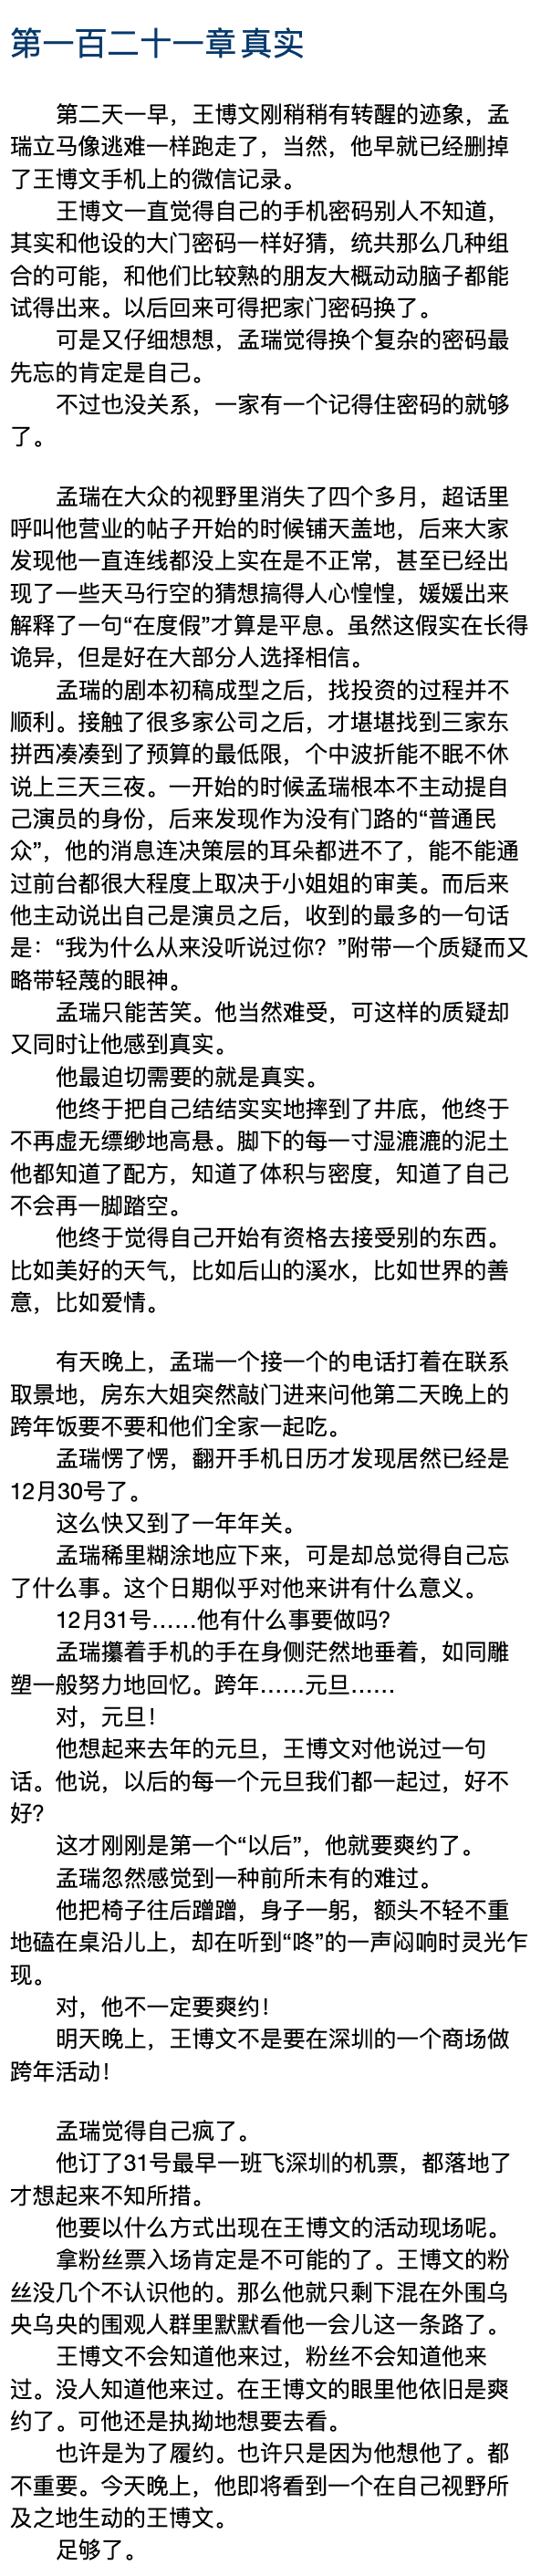 第一百二十一章 真实
第二天一早，王博文刚稍稍有转醒的迹象，孟
瑞立马像逃难一样跑走了，当然，他早就已经删掉
了王博文手机上的微信记录。
王博文一直觉得自己的手机密码别人不知道，
其实和他设的大门密码一样好猜，统共那么几种组
合的可能，和他们比较熟的朋友大概动动脑子都能
试得出来。以后回来可得把家门密码换了。
可是又仔细想想，孟瑞觉得换个复杂的密码最
先忘的肯定是自己。
不过也没关系，一家有一个记得住密码的就够
了。
孟瑞在大众的视野里消失了四个多月，超话里
呼叫他营业的帖子开始的时候铺天盖地，后来大家
发现他一直连线都没上实在是不正常，甚至已经出
现了一些天马行空的猜想搞得人心惶惶，媛媛出来
解释了一句“在度假”才算是平息。虽然这假实在长得
诡异，但是好在大部分人选择相信。
孟瑞的剧本初稿成型之后，找投资的过程并不
顺利。接触了很多家公司之后，才堪堪找到三家东
拼西凑凑到了预算的最低限，个中波折能不眠不休
说上三天三夜。一开始的时候孟瑞根本不主动提自
己演员的身份，后来发现作为没有门路的“普通民
众”，他的消息连决策层的耳朵都进不了，能不能通
过前台都很大程度上取决于小姐姐的审美。而后来
他主动说出自己是演员之后，收到的最多的一句话
是：“我为什么从来没听说过你？”附带一个质疑而又
略带轻蔑的眼神。
孟瑞只能苦笑。他当然难受，可这样的质疑却
又同时让他感到真实。
他最迫切需要的就是真实。
他终于把自己结结实实地摔到了井底，他终于
不再虚无缥缈地高悬。脚下的每一寸湿漉漉的泥土
他都知道了配方，知道了体积与密度，知道了自己
不会再一脚踏空。
他终于觉得自己开始有资格去接受别的东西。
比如美好的天气，比如后山的溪水，比如世界的善
意，比如爱情。
有天晚上，孟瑞一个接一个的电话打着在联系
取景地，房东大姐突然敲门进来问他第二天晚上的
跨年饭要不要和他们全家一起吃。
孟瑞愣了愣，翻开手机日历才发现居然已经是
12月30号了。
这么快又到了一年年关。
孟瑞稀里糊涂地应下来，可是却总觉得自己忘
了什么事。这个日期似乎对他来讲有什么意义。
12月31号……他有什么事要做吗？
孟瑞攥着手机的手在身侧茫然地垂着，如同雕
塑一般努力地回忆。跨年……元旦……
对，元旦！
他想起来去年的元旦，王博文对他说过一句
话。他说，以后的每一个元旦我们都一起过，好不
好？
这才刚刚是第一个“以后”，他就要爽约了。
孟瑞忽然感觉到一种前所未有的难过。
他把椅子往后蹭蹭，身子一躬，额头不轻不重
地磕在桌沿儿上，却在听到“咚”的一声闷响时灵光乍
现。
对，他不一定要爽约！
明天晚上，王博文不是要在深圳的一个商场做
跨年活动！
孟瑞觉得自己疯了。
他订了31号最早一班飞深圳的机票，都落地了
才想起来不知所措。
他要以什么方式出现在王博文的活动现场呢。
拿粉丝票入场肯定是不可能的了。王博文的粉
丝没几个不认识他的。那么他就只剩下混在外围乌
央乌央的围观人群里默默看他一会儿这一条路了。
王博文不会知道他来过，粉丝不会知道他来
过。没人知道他来过。在王博文的眼里他依旧是爽
约了。可他还是执拗地想要去看。
也许是为了履约。也许只是因为他想他了。都
不重要。今天晚上，他即将看到一个在自己视野所
及之地生动的王博文。
足够了。